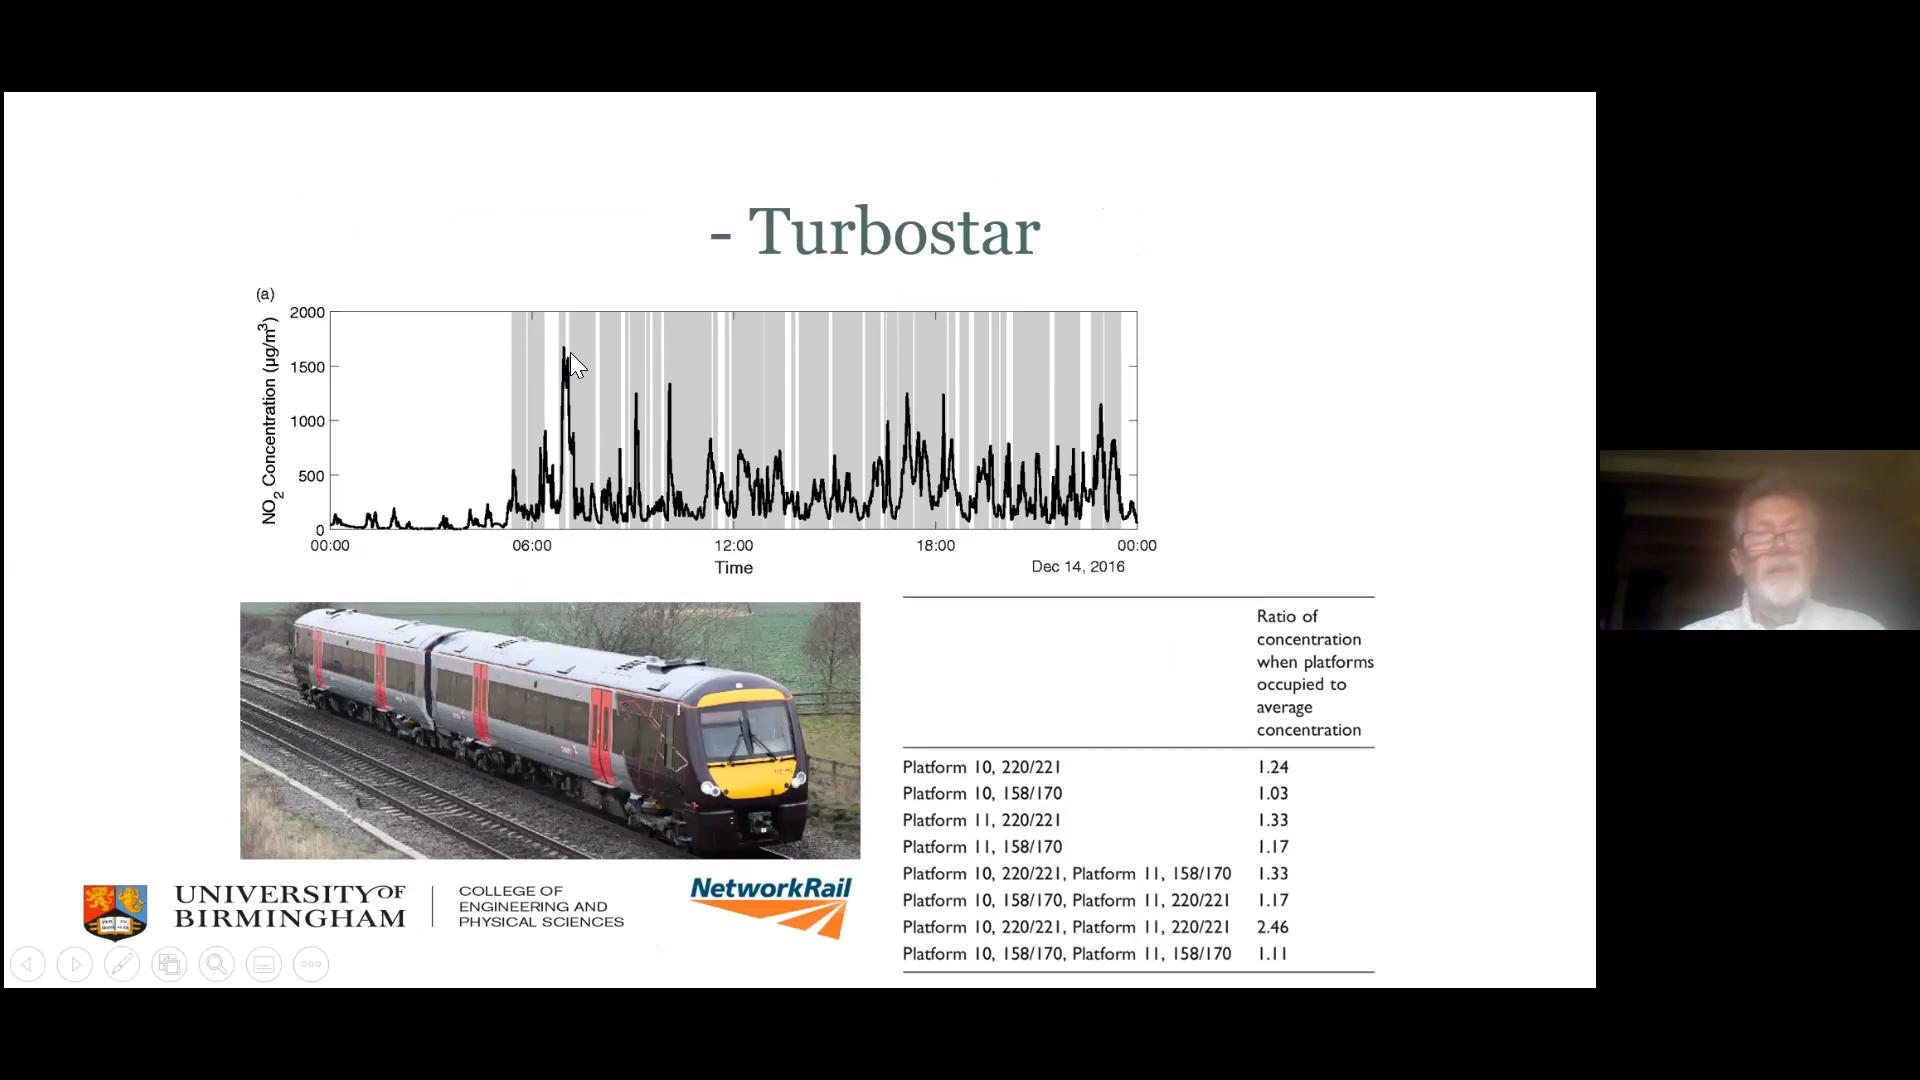 - Turbostar
(a)
NO2 Concentration (µg/m3)
2000
1500
1000
500
0
00:00 06:00 12:00 18:00 00:00
Time
Dec 14, 2016
Ratio of
concentration
when platforms
occupied to
average
concentration
Platform 10, 220/221 1.24
Platform 10, 158/170 1.03
Platform 11, 220/221 1.33
Platform 11, 158/170 1.17
Platform 10, 220/221, Platform 11, 158/170 1.33
Platform 10, 158/170, Platform 11, 220/221 1.17
Platform 10, 220/221, Platform 11, 220/221 2.46
Platform 10, 158/170, Platform 11, 158/170 1.11
UNIVERSITY OF
BIRMINGHAM
COLLEGE OF
ENGINEERING AND
PHYSICAL SCIENCES
NetworkRail